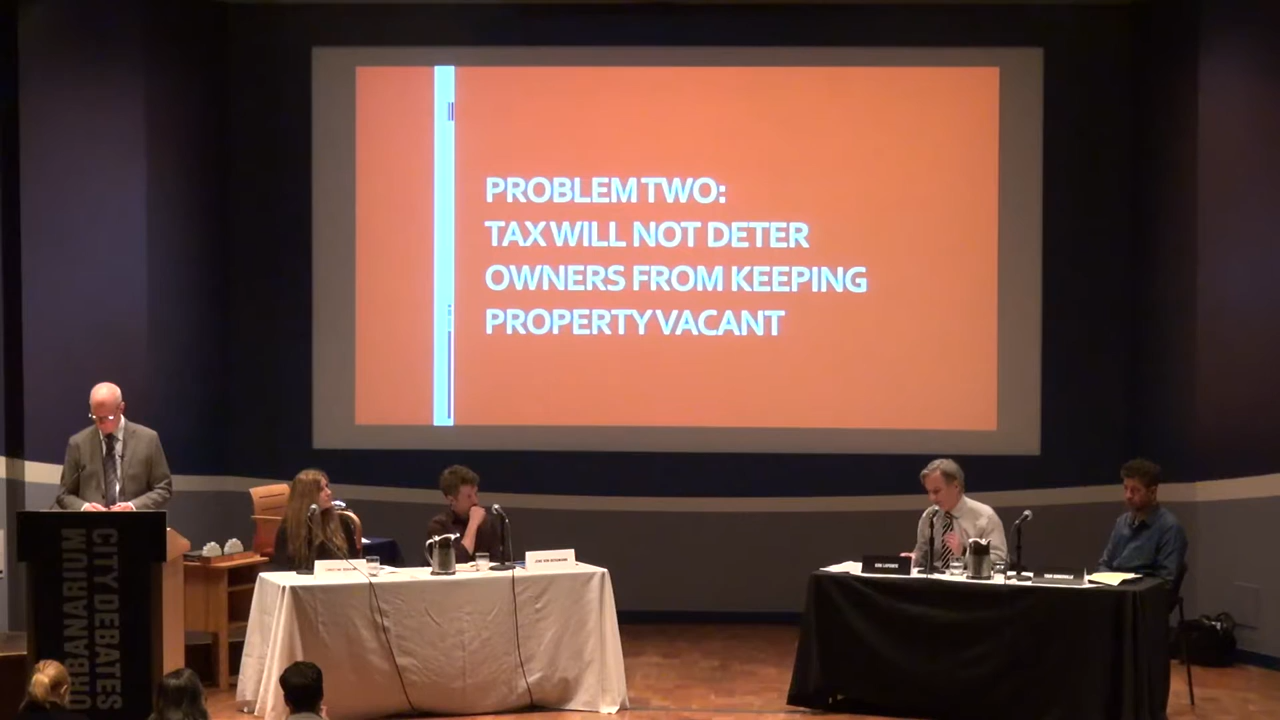 PROBLEM TWO:
TAX WILL NOT DETER
OWNERS FROM KEEPING
PROPERTY VACANT
URBANARIUM
CITY DEBATES